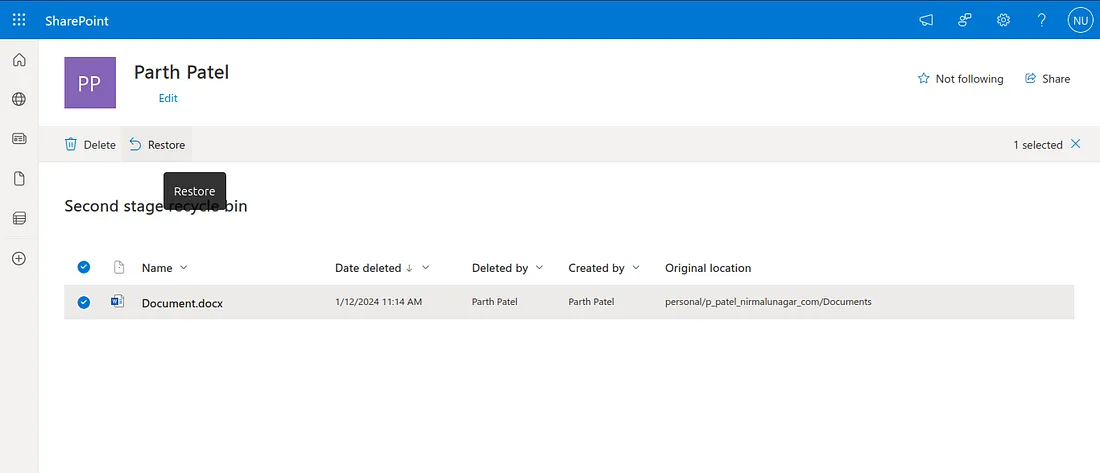 SharePoint
NU
PP
Parth Patel
Edit
Not following
Share
Delete
Restore
1 selected
Restore
Second stage recycle bin
Name
Date deleted
Deleted by
Created by
Original location
Document.docx
1/12/2024 11:14 AM
Parth Patel
Parth Patel
personal/p_patel_nirmalunagar_com/Documents